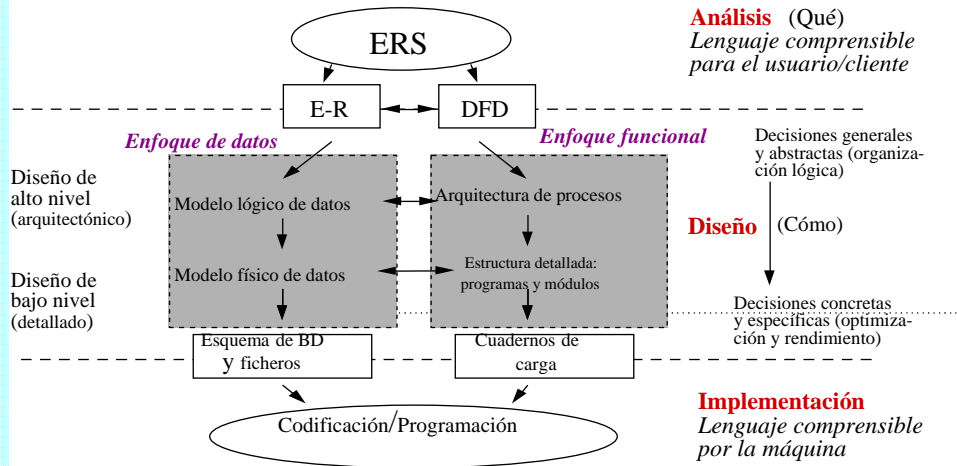 ERS
Análisis (Qué)
Lenguaje comprensible
para el usuario/cliente
E-R
DFD
Enfoque de datos
Enfoque funcional
Decisiones generales
y abstractas (organiza-
ción lógica)
Diseño de
alto nivel
(arquitectónico)
Modelo lógico de datos
Arquitectura de procesos
Diseño (Cómo)
Diseño de
bajo nivel
(detallado)
Modelo físico de datos
Estructura detallada:
programas y módulos
Decisiones concretas
y específicas (optimiza-
ción y rendimiento)
Esquema de BD
y ficheros
Cuadernos de
carga
Codificación/Programación
Implementación
Lenguaje comprensible
por la máquina